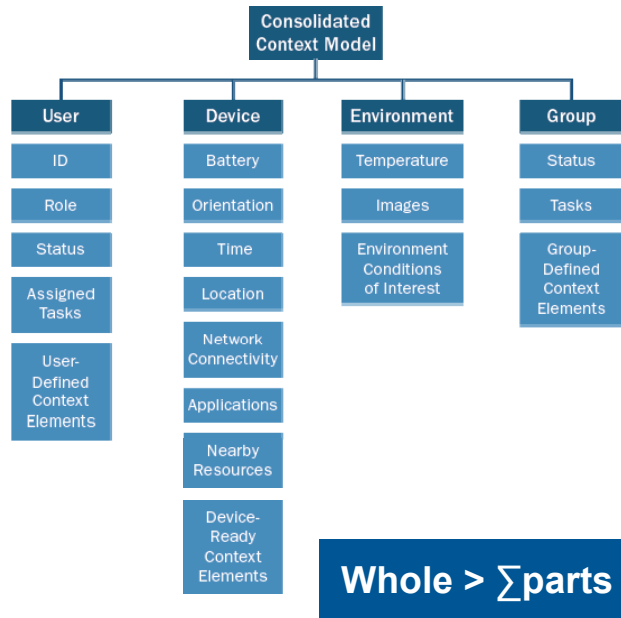 Consolidated
Context Model
User
ID
Role
Status
Assigned
Tasks
User-
Defined
Context
Elements
Device
Battery
Orientation
Time
Location
Network
Connectivity
Applications
Nearby
Resources
Device-
Ready
Context
Elements
Environment
Temperature
Images
Environment
Conditions
of Interest
Group
Status
Tasks
Group-
Defined
Context
Elements
Whole > ∑parts